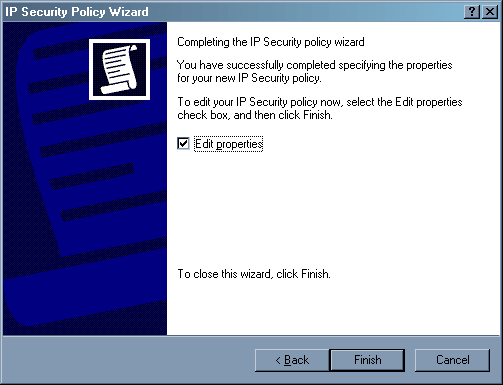 IP Security Policy Wizard
? ×
Completing the IP Security policy wizard
You have successfully completed specifying the properties
for your new IP Security policy.
To edit your IP Security policy now, select the Edit properties
check box, and then click Finish.
Edit properties
To close this wizard, click Finish.
< Back
Finish
Cancel